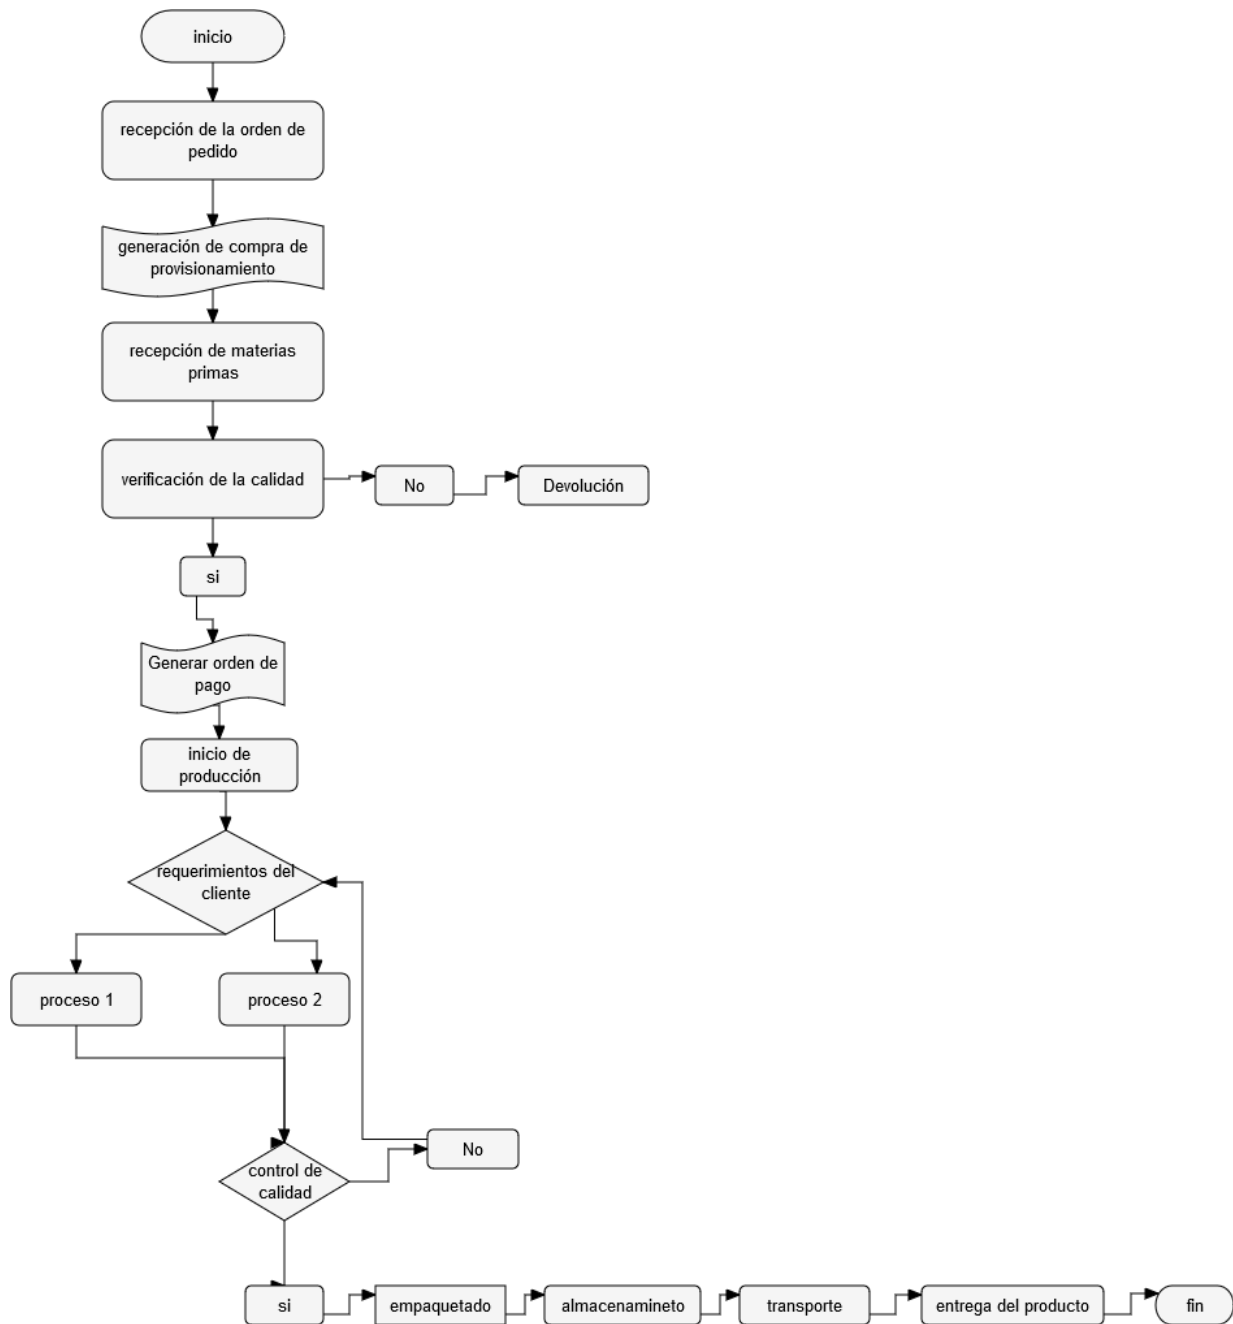 inicio
recepción de la orden de
pedido
generación de compra de
provisionamiento
recepción de materias
primas
verificación de la calidad
No
Devolución
si
Generar orden de
pago
inicio de
producción
requerimientos del
cliente
proceso 1
proceso 2
No
control de
calidad
si
empaquetado
almacenamineto
transporte
entrega del producto
fin